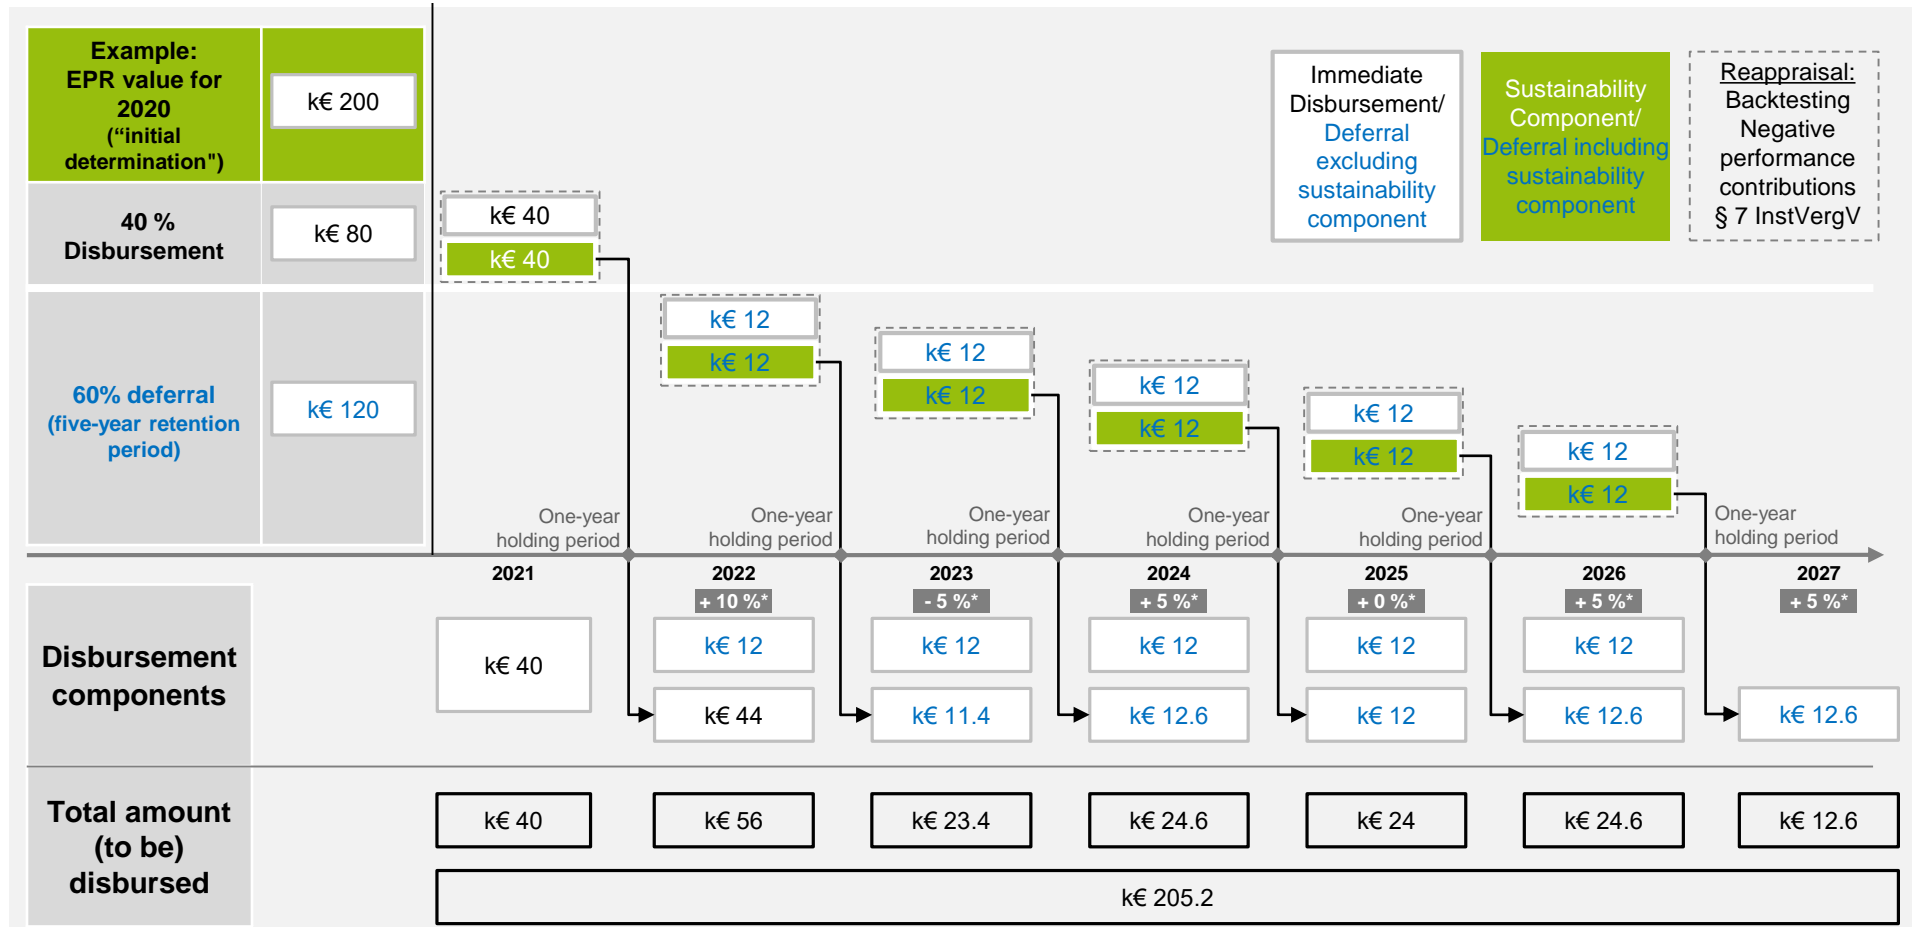 Example:
EPR value for
2020
(“initial
determination")
k€ 200
Immediate
Disbursement/
Deferral
excluding
sustainability
component
Sustainability
Component/
Deferral including
sustainability
component
Reappraisal:
Backtesting
Negative
performance
contributions
§ 7 InstVergV
40 %
Disbursement
k€ 80
k€ 40
k€ 40
60% deferral
(five-year retention
period)
k€ 120
k€ 12
k€ 12
k€ 12
k€ 12
k€ 12
k€ 12
k€ 12
k€ 12
k€ 12
k€ 12
One-year
holding period
One-year
holding period
One-year
holding period
One-year
holding period
One-year
holding period
One-year
holding period
2021
2022
2023
2024
2025
2026
2027
+ 10 %*
- 5 %*
+ 5 %*
+ 0 %*
+ 5 %*
+ 5 %*
Disbursement
components
k€ 40
k€ 12
k€ 12
k€ 12
k€ 12
k€ 12
k€ 44
k€ 11.4
k€ 12.6
k€ 12
k€ 12.6
k€ 12.6
Total amount
(to be)
disbursed
k€ 40
k€ 56
k€ 23.4
k€ 24.6
k€ 24
k€ 24.6
k€ 12.6
k€ 205.2